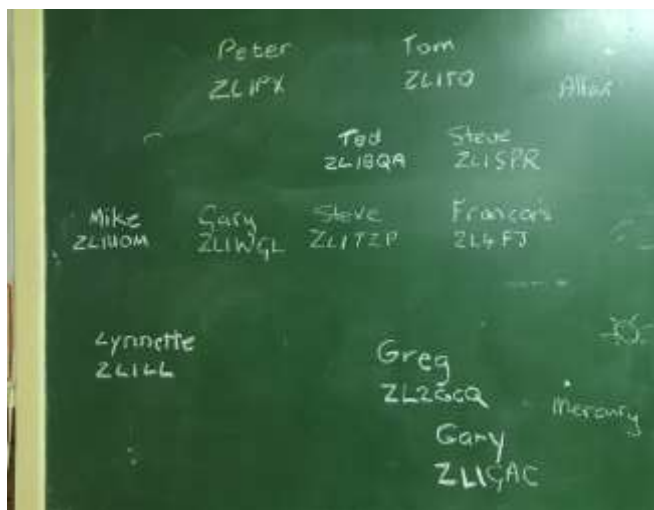 Peter
ZL1PX
Tom
ZL1TO
Allan
Ted
ZL1BQA
Steve
ZL1SPR
Mike
ZL1UOM
Gary
ZL1WGL
Steve
ZL1TZP
Francois
ZL4FJ
Lynnette
ZL1LL
Greg
ZL2GCQ
Mercury
Gary
ZL1GAC